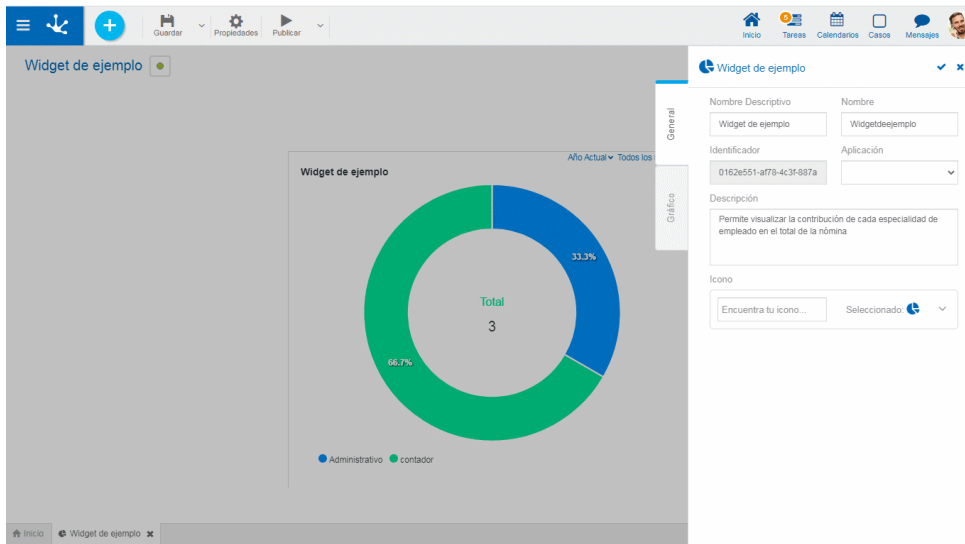 Guardar
Propiedades
Publicar
Inicio
6
Tareas
Calendarios
Casos
Mensajes
Widget de ejemplo
Año Actual
Todos los
Widget de ejemplo
33.3%
Total
3
66.7%
Administrativo
contador
General
Gráfico
Widget de ejemplo
Nombre Descriptivo
Nombre
Widget de ejemplo
Widgetdeejemplo
Identificador
Aplicación
0162e551-af78-4c3f-887a
Descripción
Permite visualizar la contribución de cada especialidad de
empleado en el total de la nómina
Icono
Encuentra tu icono...
Seleccionado:
Inicio
Widget de ejemplo